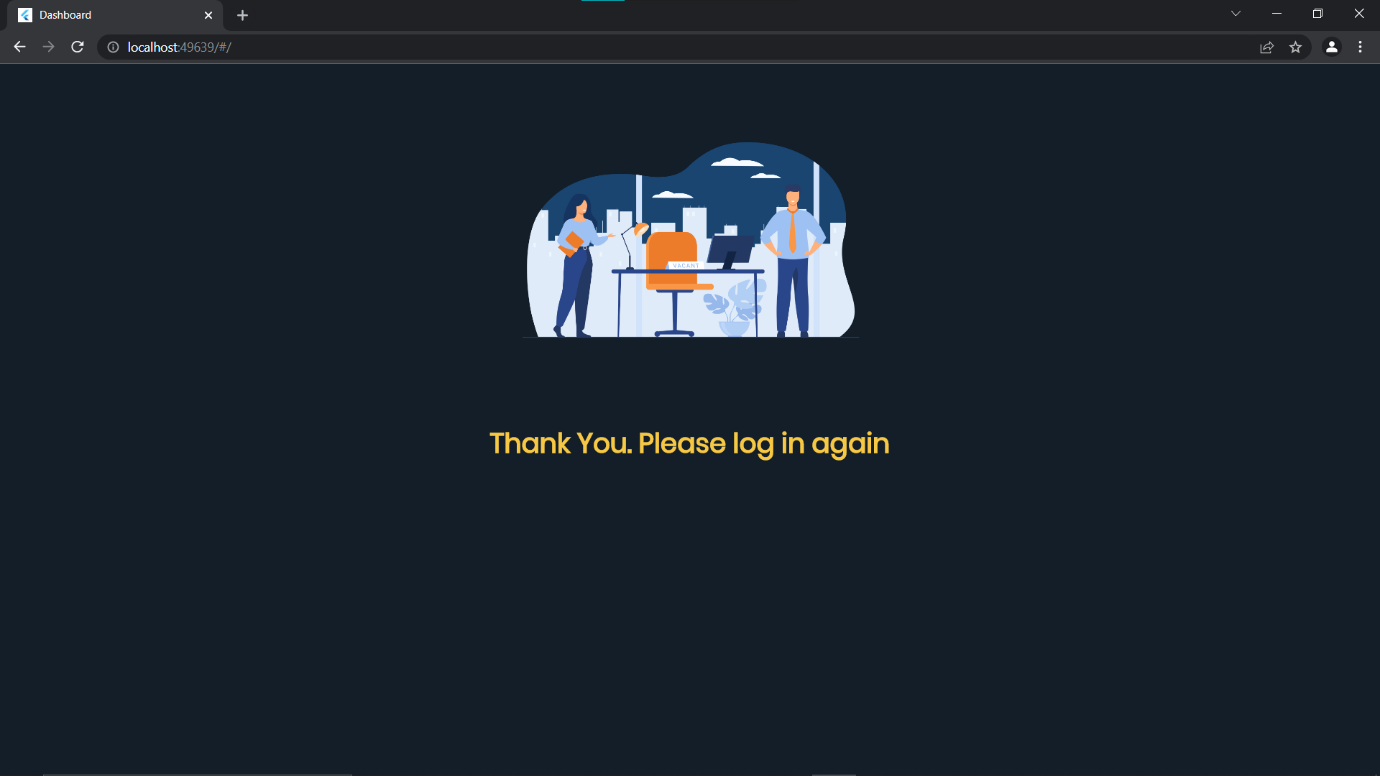 Dashboard
localhost:49639/#/
VACANT
Thank You. Please log in again